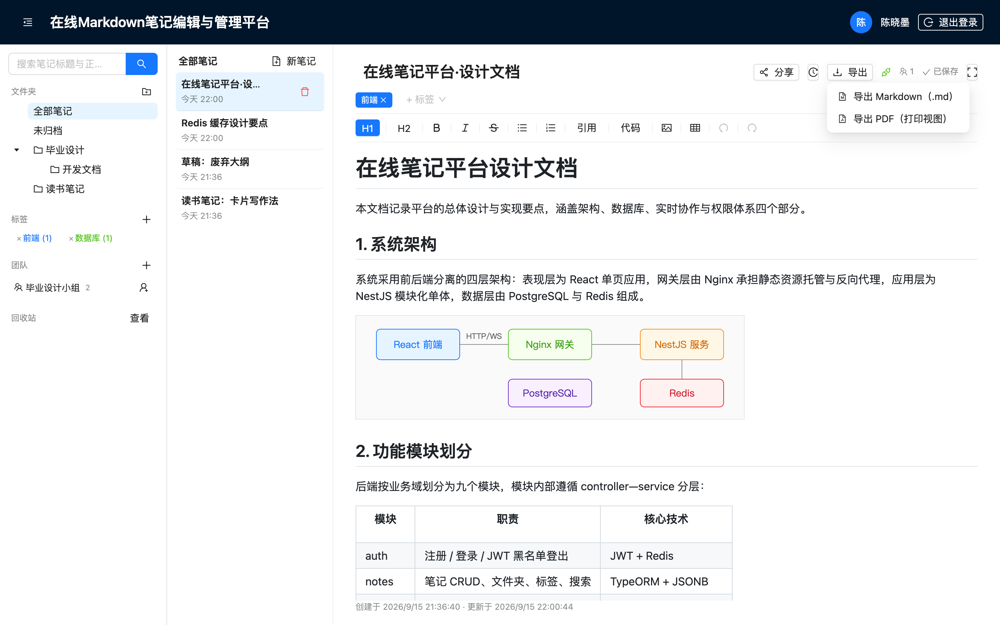 在线Markdown笔记编辑与管理平台
陈 陈晓墨 退出登录
搜索笔记标题与正...
文件夹
全部笔记
未归档
毕业设计
开发文档
读书笔记
标签
×前端 (1) ×数据库 (1)
团队
毕业设计小组 2
回收站 查看
全部笔记 新笔记
在线笔记平台·设...
今天 22:00
Redis 缓存设计要点
今天 22:00
草稿：废弃大纲
今天 21:36
读书笔记：卡片写作法
今天 21:36
在线笔记平台·设计文档
分享 导出 1 已保存
导出 Markdown（.md）
导出 PDF（打印视图）
前端 + 标签
H1 H2 B I S 引用 代码
在线笔记平台设计文档
本文档记录平台的总体设计与实现要点，涵盖架构、数据库、实时协作与权限体系四个部分。
1. 系统架构
系统采用前后端分离的四层架构：表现层为 React 单页应用，网关层由 Nginx 承担静态资源托管与反向代理，应用层为
NestJS 模块化单体，数据层由 PostgreSQL 与 Redis 组成。
React 前端 HTTP/WS Nginx 网关 NestJS 服务
PostgreSQL Redis
2. 功能模块划分
后端按业务域划分为九个模块，模块内部遵循 controller—service 分层：
模块 职责 核心技术
auth 注册 / 登录 / JWT 黑名单登出 JWT + Redis
notes 笔记 CRUD、文件夹、标签、搜索 TypeORM + JSONB
创建于 2026/9/15 21:36:40 · 更新于 2026/9/15 22:00:44